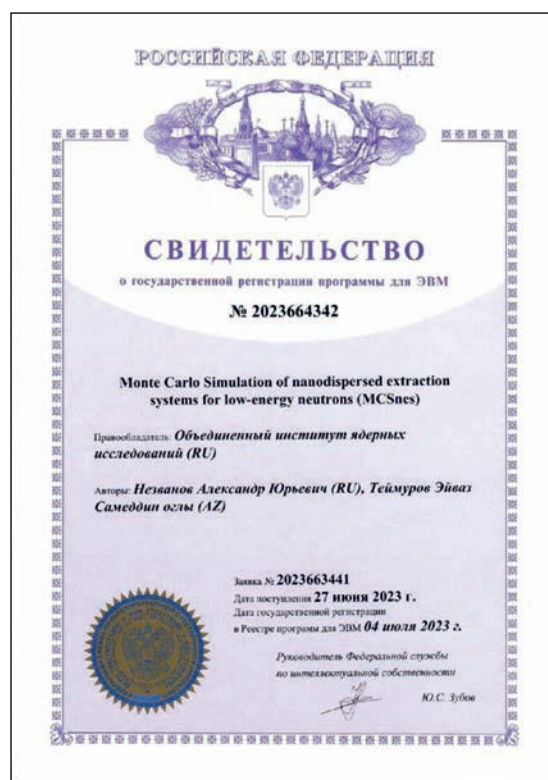 РОССИЙСКАЯ ФЕДЕРАЦИЯ
СВИДЕТЕЛЬСТВО
о государственной регистрации программы для ЭВМ
№ 2023664342
Monte Carlo Simulation of nanodispersed extraction
systems for low-energy neutrons (MCSnes)
Правообладатель: Объединенный институт ядерных
исследований (RU)
Авторы: Незванов Александр Юрьевич (RU), Теймуров Эйваз
Самеддин оглы (AZ)
Заявка № 2023663441
Дата поступления 27 июня 2023 г.
Дата государственной регистрации
в Реестре программ для ЭВМ 04 июля 2023 г.
Руководитель Федеральной службы
по интеллектуальной собственности
Ю.С. Зубов